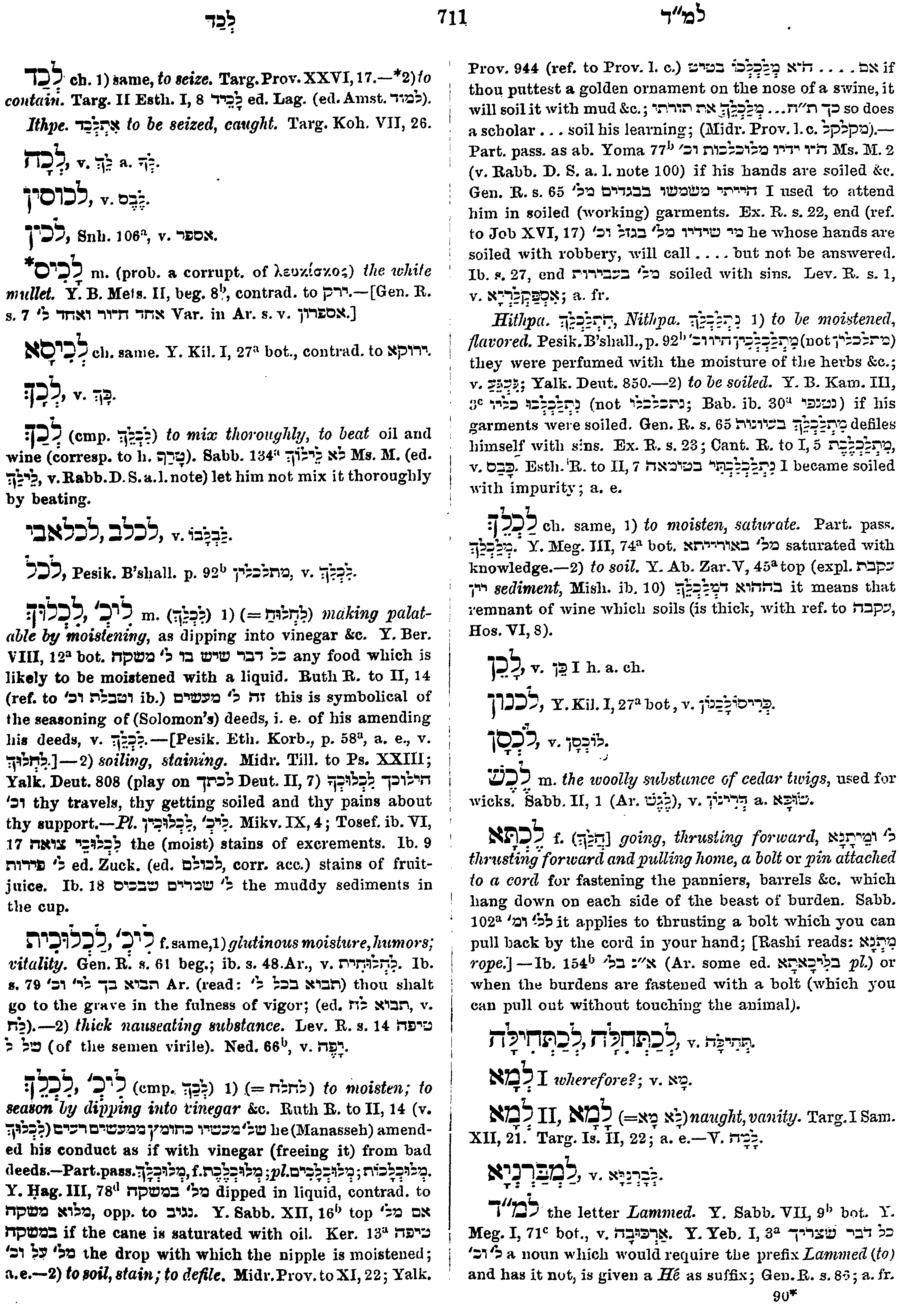 לְכַד 711 למ״ד
לְכַד ch. 1) same, to seize. Targ. Prov. XXVI, 17.—*2) to
contain. Targ. II Esth. I, 8 לְכִיד ed. Lag. (ed. Amst. למוד).
Ithpe. אִתְלְכַד to be seized, caught. Targ. Koh. VII, 26.
לְכָה, v. לֵךְ a. לְךָ.
לכוסין, v. לָבַס.
לכין, Snh. 106ª, v. אספר.
*לְכִיס m. (prob. a corrupt. of λευκίσκος) the white
mullet. Y. B. Mets. II, beg. 8ᵇ, contrad. to ירק.—[Gen. R.
s. 7 אחד חיור ואחד ל׳ Var. in Ar. s. v. אספרון.]
לְכִיסָא ch. same. Y. Kil. I, 27ª bot., contrad. to ירוקא.
לְכָךְ, v. כָּךְ.
לְכַךְ (cmp. לִכְלֵךְ) to mix thoroughly, to beat oil and
wine (corresp. to h. טָרַף). Sabb. 134ª לא לֵילוֹךְ Ms. M. (ed.
לֵילֵךְ, v. Rabb. D. S. a. l. note) let him not mix it thoroughly
by beating.
לכלב, לכלאבי, v. לַבְלָבוֹ.
לכל, Pesik. B'shall. p. 92ᵇ מתלכלין, v. לִכְלֵךְ.
לִכְלוּךְ, לִיכְ׳ m. (לִכְלֵךְ) 1) (=לִחְלוּחַ) making palat-
able by moistening, as dipping into vinegar &c. Y. Ber.
VIII, 12ª bot. כל דבר שיש בו ל׳ משקה any food which is
likely to be moistened with a liquid. Ruth R. to II, 14
(ref. to וטבלת וכ׳ ib.) זה ל׳ מעשים this is symbolical of
the seasoning of (Solomon's) deeds, i. e. of his amending
his deeds, v. לִכְלֵךְ.—[Pesik. Eth. Korb., p. 58ª, a. e., v.
לַחְלוּךְ.]—2) soiling, staining. Midr. Till. to Ps. XXIII;
Yalk. Deut. 808 (play on לכתך Deut. II, 7) הילוכך לִכְלוּכְךָ
וכ׳ thy travels, thy getting soiled and thy pains about
thy support.—Pl. לִכְלוּכִין, לִיכְ׳. Mikv. IX, 4; Tosef. ib. VI,
17 לִכְלוּכֵי צואה the (moist) stains of excrements. Ib. 9
ל׳ פירות ed. Zuck. (ed. לכולם, corr. acc.) stains of fruit-
juice. Ib. 18 ל׳ שמרים שבכוס the muddy sediments in
the cup.
לִכְלוּכִית, לִיכְ׳ f. same, 1) glutinous moisture, humors;
vitality. Gen. R. s. 61 beg.; ib. s. 48. Ar., v. לַחְלוּחִית. Ib.
s. 79 תבוא בך לי׳ וכ׳ Ar. (read: תבוא בכל ל׳) thou shalt
go to the grave in the fulness of vigor; (ed. תבוא לח, v.
לֵחַ).—2) thick nauseating substance. Lev. R. s. 14 טיפה
של ל׳ (of the semen virile). Ned. 66ᵇ, v. יָפֶה.
לִכְלֵךְ, לִיכְ׳ (cmp. לְכַךְ) 1) (=לחלח) to moisten; to
season by dipping into vinegar &c. Ruth R. to II, 14 (v.
לִכְלוּךְ) של׳ מעשיו כחומץ ממעשים רעים he (Manasseh) amend-
ed his conduct as if with vinegar (freeing it) from bad
deeds.—Part. pass. מְלוּכְלָךְ, f. מְלוּכְלֶכֶת; pl. מְלוּכְלָכִים; מְלוּכְלָכוֹת.
Y. Ḥag. III, 78ᵈ מל׳ במשקה dipped in liquid, contrad. to
מלוא משקה, opp. to נגיב. Y. Sabb. XII, 16ᵇ top אם מל׳
במשקה if the cane is saturated with oil. Ker. 13ª טיפה
מל׳ על וכ׳ the drop with which the nipple is moistened;
a. e.—2) to soil, stain; to defile. Midr. Prov. to XI, 22; Yalk.
Prov. 944 (ref. to Prov. l. c.) אם .... היא מְלַכְלְכוֹ בטיט if
thou puttest a golden ornament on the nose of a swine, it
will soil it with mud &c.; כך ת״ח...מְלַכְלֵךְ את תורתו so does
a scholar ... soil his learning; (Midr. Prov. l. c. מקלקל).—
Part. pass. as ab. Yoma 77ᵇ היו ידיו מלוכלכות וכ׳ Ms. M. 2
(v. Rabb. D. S. a. l. note 100) if his hands are soiled &c.
Gen. R. s. 65 הייתי משמשו בבגדים מל׳ I used to attend
him in soiled (working) garments. Ex. R. s. 22, end (ref.
to Job XVI, 17) מי שידיו מל׳ בגזל וכ׳ he whose hands are
soiled with robbery, will call .... but not be answered.
Ib. s. 27, end מל׳ בעבירות soiled with sins. Lev. R. s. 1,
v. אִסְפַּקְלַרְיָא; a. fr.
Hithpa. הִתְלַכְלֵךְ, Nithpa. נִתְלַכְלֵךְ 1) to be moistened,
flavored. Pesik. B'shall., p. 92ᵇ מִתְלַכְלְכִין היו וכ׳ (not מתלכלין)
they were perfumed with the moisture of the herbs &c.;
v. נִגְעֵנַע; Yalk. Deut. 850.—2) to be soiled. Y. B. Kam. III,
3ᶜ נִתְלַכְלְכוּ כליו (not נתכלכלו; Bab. ib. 30ª נטנפו) if his
garments were soiled. Gen. R. s. 65 מִתְלַכְלֵךְ בעוונות defiles
himself with sins. Ex. R. s. 23; Cant. R. to I, 5 מִתְלַכְלֶכֶת,
v. כָּבַס. Esth. R. to II, 7 נִתְלַכְלַכְתִּי בטומאה I became soiled
with impurity; a. e.
לַכְלֵךְ ch. same, 1) to moisten, saturate. Part. pass.
מְלַכְלַךְ. Y. Meg. III, 74ª bot. מל׳ באורייתא saturated with
knowledge.—2) to soil. Y. Ab. Zar. V, 45ª top (expl. עקבת
יין sediment, Mish. ib. 10) בההוא דִמְלַכְלֵךְ it means that
remnant of wine which soils (is thick, with ref. to עקבה,
Hos. VI, 8).
לָכֵן, v. כֵּן I h. a. ch.
לכנון, Y. Kil. I, 27ª bot, v. פְּרִיסוֹלְבָנוֹן.
לֹכְסָן, v. לוֹכְסָן.
לֶכֶשׁ m. the woolly substance of cedar twigs, used for
wicks. Sabb. II, 1 (Ar. לֶגֶשׁ), v. דְּרִינוֹן a. שׁוּפָא.
לַכְתָּא f. (הֲלַךְ) going, thrusting forward, ל׳ וּמַיְתָנָא
thrusting forward and pulling home, a bolt or pin attached
to a cord for fastening the panniers, barrels &c. which
hang down on each side of the beast of burden. Sabb.
102ª לל׳ ומ׳ it applies to thrusting a bolt which you can
pull back by the cord in your hand; [Rashi reads: מִתְנָא
rope.]—Ib. 154ᵇ א״נ בל׳ (Ar. some ed. בליכאתא pl.) or
when the burdens are fastened with a bolt (which you
can pull out without touching the animal).
לְכַתְּחִלָּה, לְכַתְּחִילָּה, v. תְּחִילָּה.
לְמָא I wherefore?; v. מָא.
לְמָא II, לָמָא (=לָא מָא) naught, vanity. Targ. I Sam.
XII, 21. Targ. Is. II, 22; a. e.—V. לָמָה.
לַמְבַּרְנְיָא, v. לִבַּרְנְיָא.
למ״ד the letter Lammed. Y. Sabb. VII, 9ᵇ bot. Y.
Meg. I, 71ᶜ bot., v. אַרְכּוּבָה. Y. Yeb. I, 3ª כל דבר שצריך
ל׳ וכ׳ a noun which would require the prefix Lammed (to)
and has it not, is given a Hé as suffix; Gen. R. s. 86; a. fr.
90*